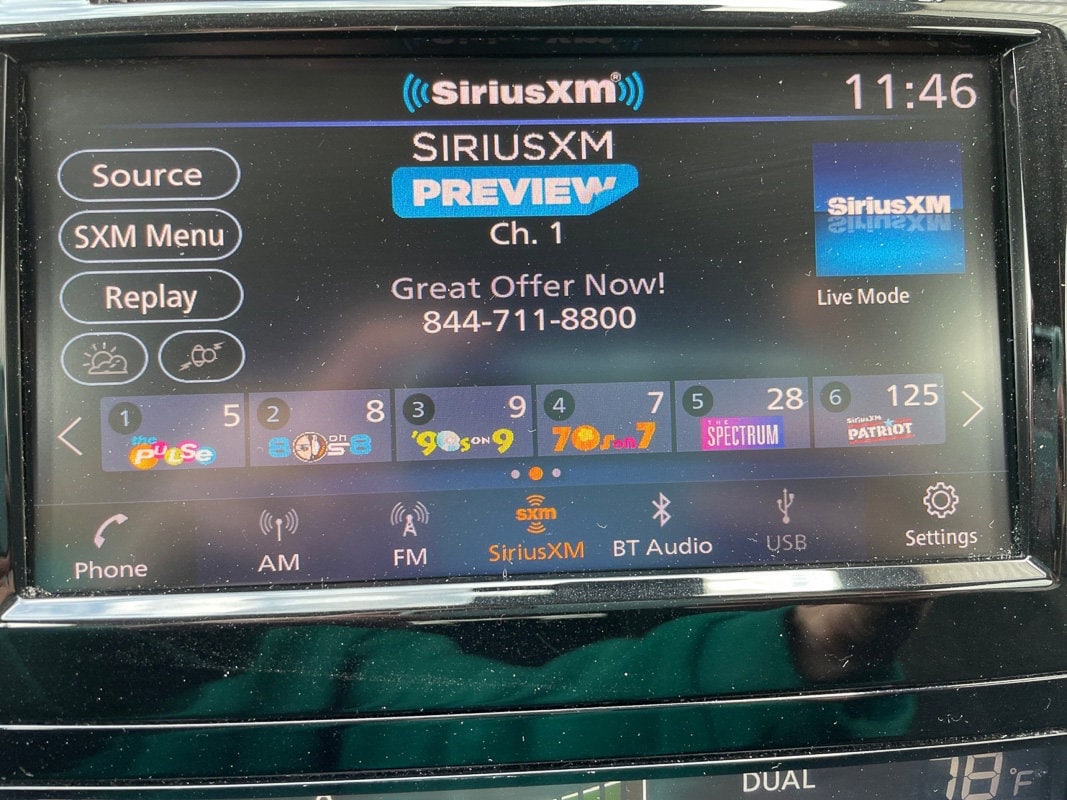 SiriusXM®
11:46
SIRIUSXM
PREVIEW
Ch. 1
Source
SXM Menu
Replay
Great Offer Now!
844-711-8800
SiriusXM
Live Mode
1 5
the PULSE
2 8
80s on 8
3 9
'90s ON 9
4 7
70s on 7
5 28
THE SPECTRUM
6 125
SiriusXM PATRIOT
Phone
AM
FM
sxm
SiriusXM
BT Audio
USB
Settings
DUAL
18 °F